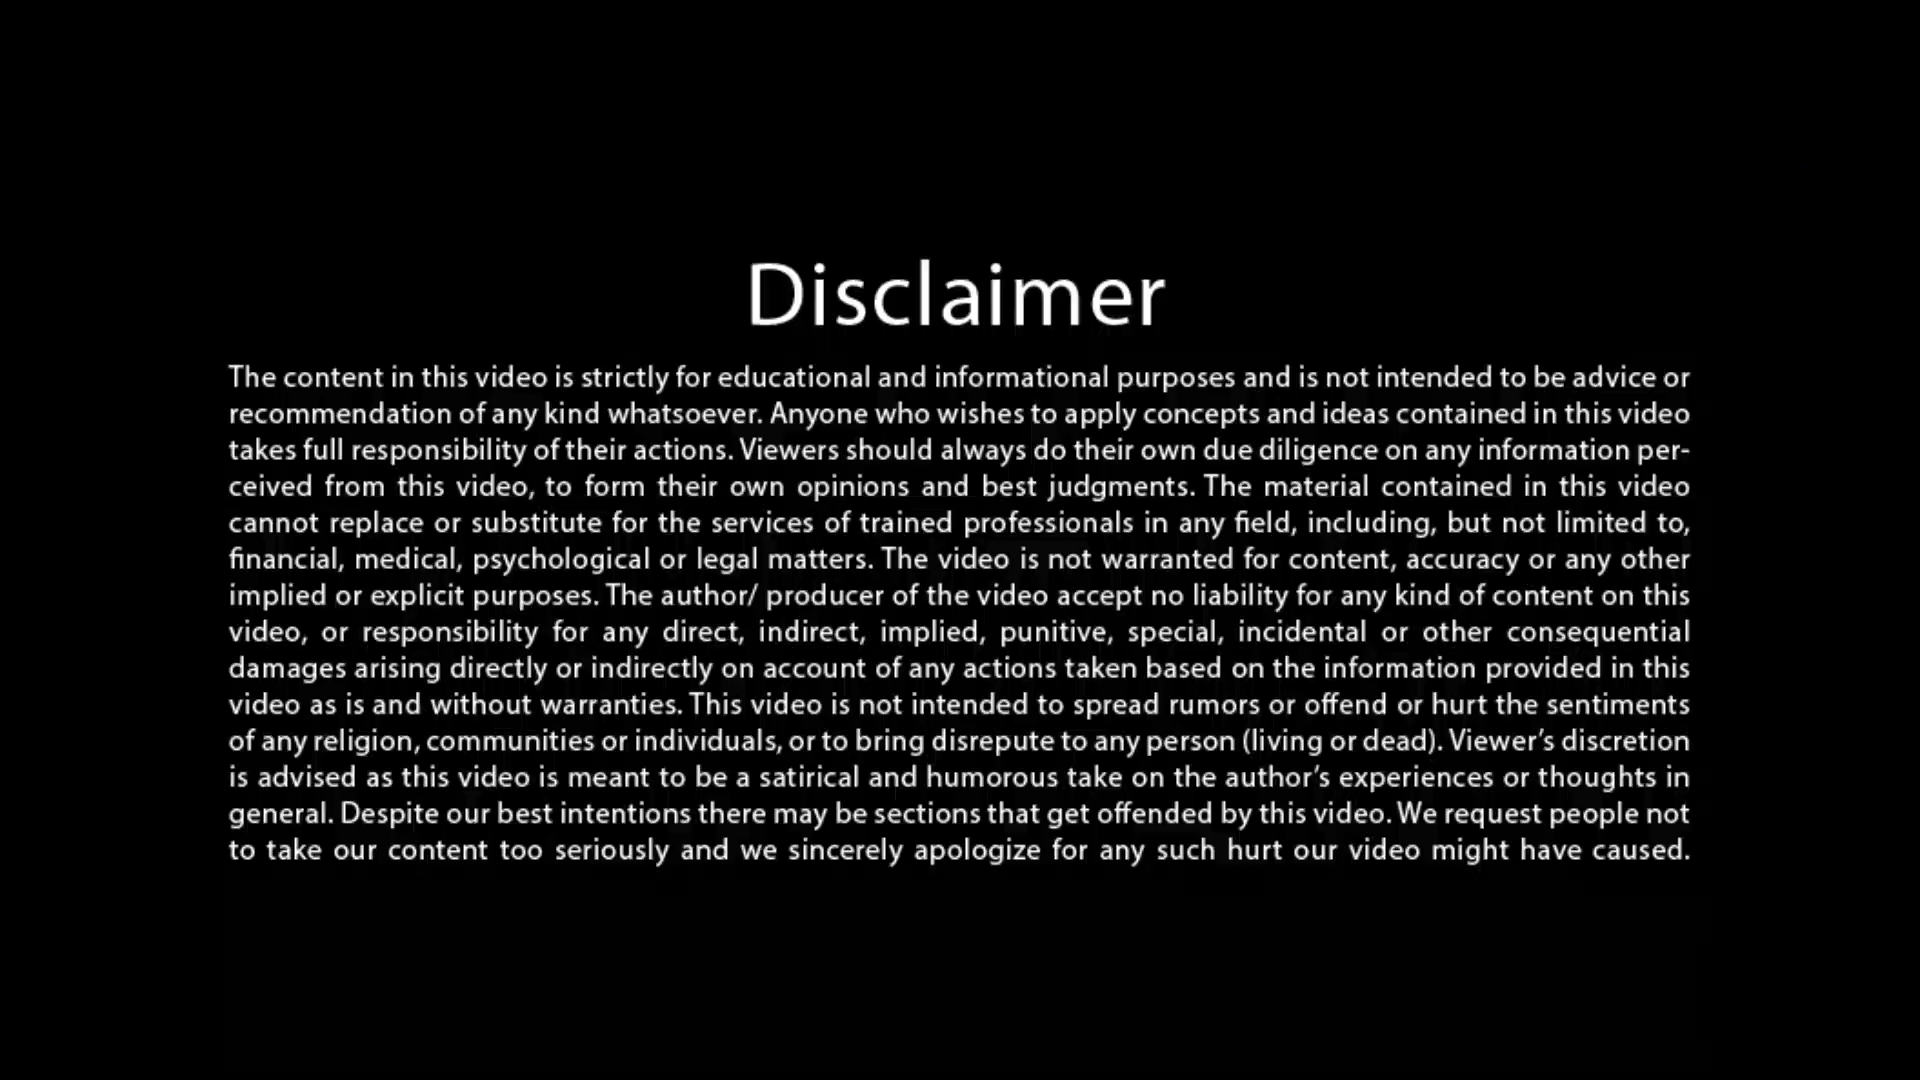 Disclaimer
The content in this video is strictly for educational and informational purposes and is not intended to be advice or
recommendation of any kind whatsoever. Anyone who wishes to apply concepts and ideas contained in this video
takes full responsibility of their actions. Viewers should always do their own due diligence on any information per-
ceived from this video, to form their own opinions and best judgments. The material contained in this video
cannot replace or substitute for the services of trained professionals in any field, including, but not limited to,
financial, medical, psychological or legal matters. The video is not warranted for content, accuracy or any other
implied or explicit purposes. The author/ producer of the video accept no liability for any kind of content on this
video, or responsibility for any direct, indirect, implied, punitive, special, incidental or other consequential
damages arising directly or indirectly on account of any actions taken based on the information provided in this
video as is and without warranties. This video is not intended to spread rumors or offend or hurt the sentiments
of any religion, communities or individuals, or to bring disrepute to any person (living or dead). Viewer’s discretion
is advised as this video is meant to be a satirical and humorous take on the author’s experiences or thoughts in
general. Despite our best intentions there may be sections that get offended by this video. We request people not
to take our content too seriously and we sincerely apologize for any such hurt our video might have caused.